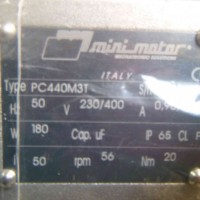 mini motor
ITALY
Type PC440M3T
Hz 50 V 230/400 A
W 180 Cap. uF IP 65 Cl F
i 50 rpm 56 Nm 20